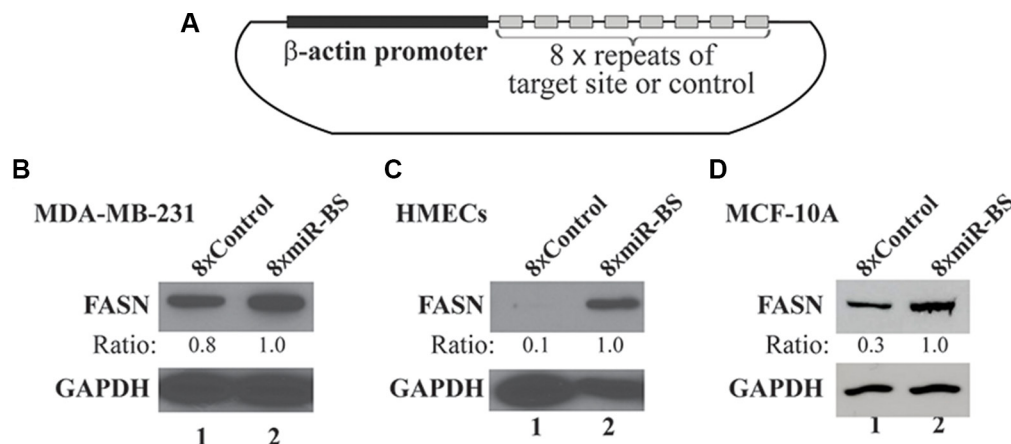 A
β-actin promoter
8 x repeats of
target site or control
B
MDA-MB-231
8xControl
8xmiR-BS
FASN
Ratio: 0.8 1.0
GAPDH
1 2
C
HMECs
8xControl
8xmiR-BS
FASN
Ratio: 0.1 1.0
GAPDH
1 2
D
MCF-10A
8xControl
8xmiR-BS
FASN
Ratio: 0.3 1.0
GAPDH
1 2